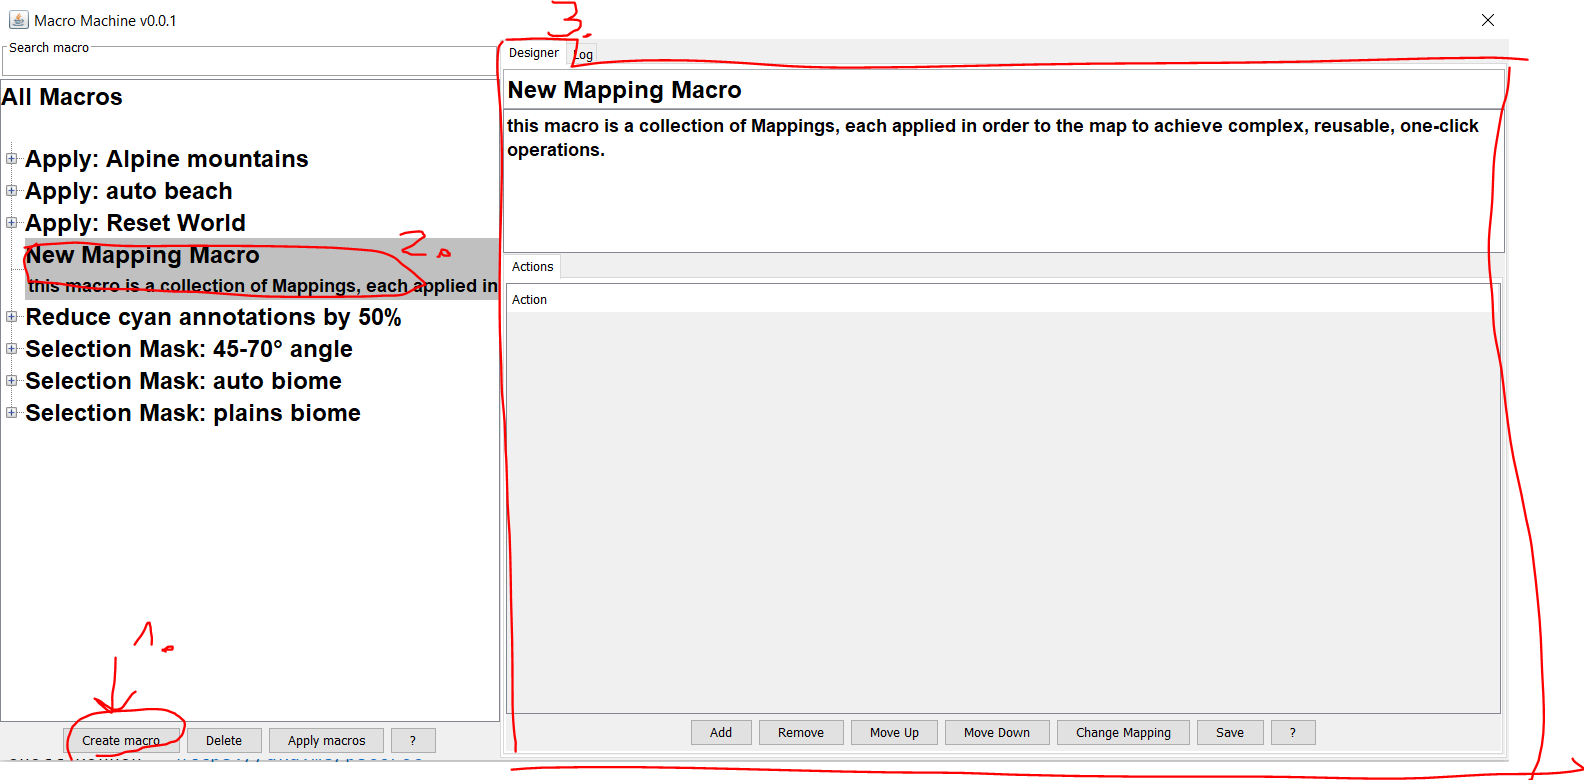 Macro Machine v0.0.1
Search macro
All Macros
Apply: Alpine mountains
Apply: auto beach
Apply: Reset World
New Mapping Macro
this macro is a collection of Mappings, each applied in
Reduce cyan annotations by 50%
Selection Mask: 45-70° angle
Selection Mask: auto biome
Selection Mask: plains biome
2.
1.
Create macro
Delete
Apply macros
?
3.
Designer
Log
New Mapping Macro
this macro is a collection of Mappings, each applied in order to the map to achieve complex, reusable, one-click
operations.
Actions
Action
Add
Remove
Move Up
Move Down
Change Mapping
Save
?